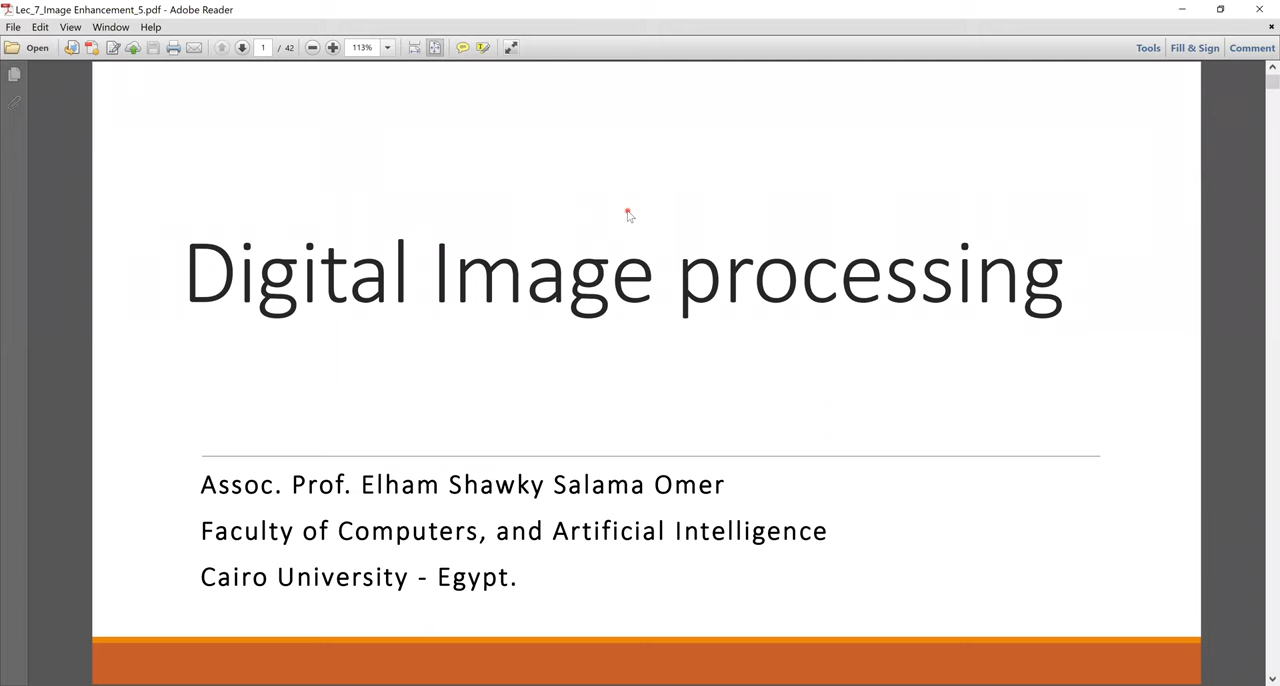 Lec_7_Image Enhancement_5.pdf - Adobe Reader
File Edit View Window Help
Open 1 / 42 113% Tools Fill & Sign Comment
Digital Image processing
Assoc. Prof. Elham Shawky Salama Omer
Faculty of Computers, and Artificial Intelligence
Cairo University - Egypt.